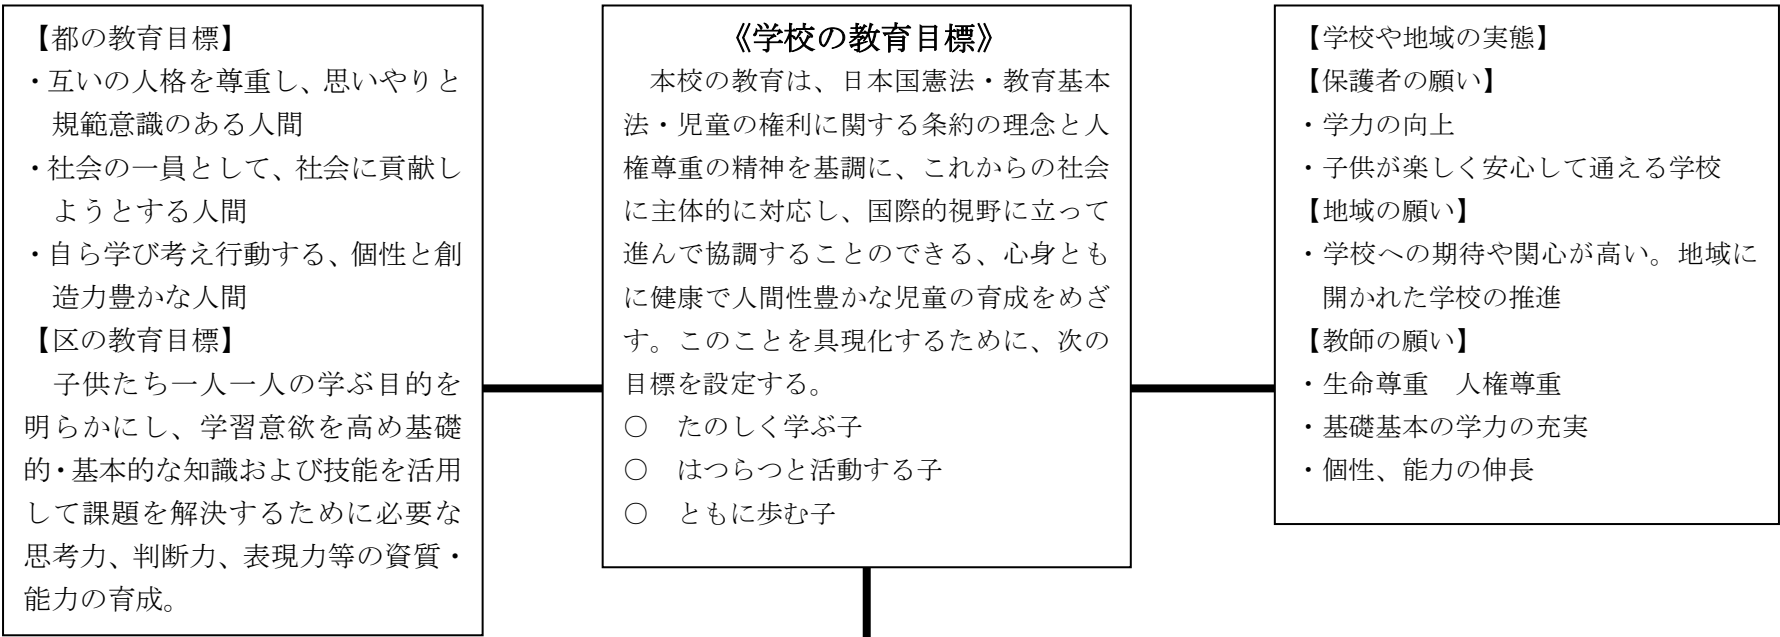 【都の教育目標】
・互いの人格を尊重し、思いやりと
規範意識のある人間
・社会の一員として、社会に貢献し
ようとする人間
・自ら学び考え行動する、個性と創
造力豊かな人間
【区の教育目標】
子供たち一人一人の学ぶ目的を
明らかにし、学習意欲を高め基礎
的・基本的な知識および技能を活用
して課題を解決するために必要な
思考力、判断力、表現力等の資質・
能力の育成。
《学校の教育目標》
本校の教育は、日本国憲法・教育基本
法・児童の権利に関する条約の理念と人
権尊重の精神を基調に、これからの社会
に主体的に対応し、国際的視野に立って
進んで協調することのできる、心身とも
に健康で人間性豊かな児童の育成をめざ
す。このことを具現化するために、次の
目標を設定する。
○　たのしく学ぶ子
○　はつらつと活動する子
○　ともに歩む子
【学校や地域の実態】
【保護者の願い】
・学力の向上
・子供が楽しく安心して通える学校
【地域の願い】
・学校への期待や関心が高い。地域に
開かれた学校の推進
【教師の願い】
・生命尊重　人権尊重
・基礎基本の学力の充実
・個性、能力の伸長